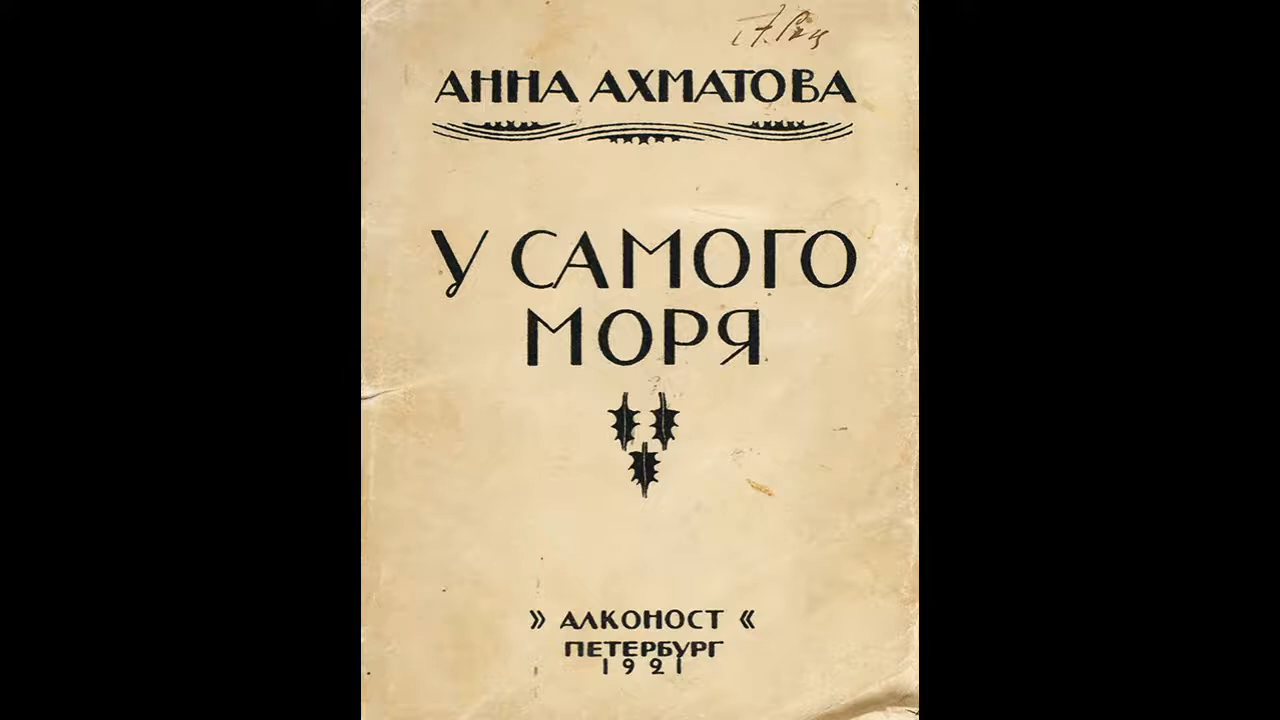 АННА АХМАТОВА
У САМОГО
МОРЯ
» АЛКОНОСТ «
ПЕТЕРБУРГ
1921